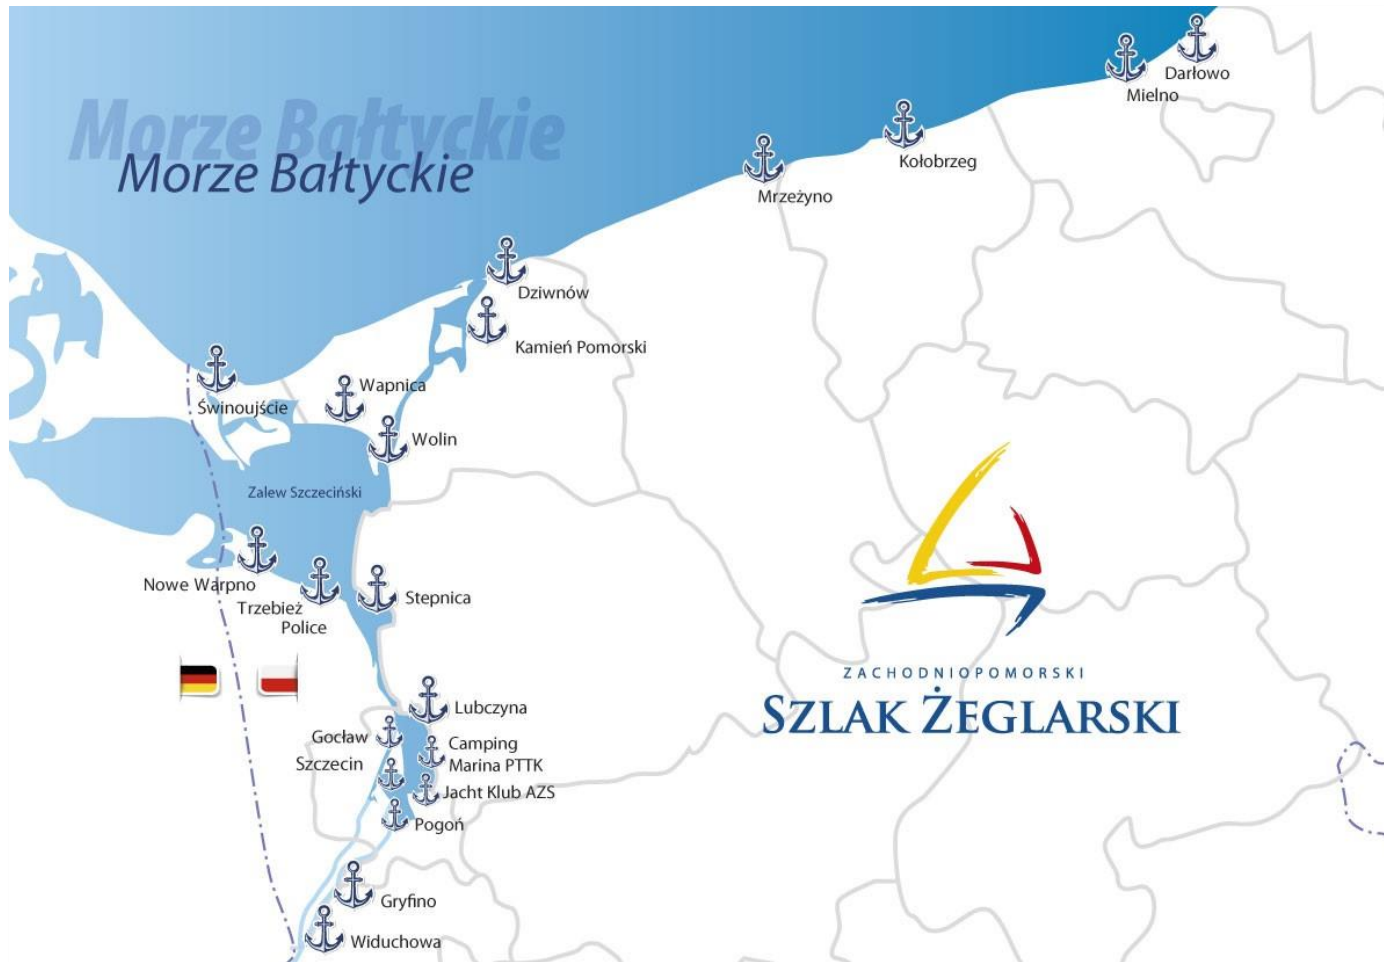 Darłowo
Mielno
Morze Bałtyckie
Morze Bałtyckie
Kołobrzeg
Mrzeżyno
Dziwnów
Kamień Pomorski
Wapnica
Świnoujście
Wolin
Zalew Szczeciński
Nowe Warpno
Trzebież
Police
Stepnica
ZACHODNIOPOMORSKI
SZLAK ŻEGLARSKI
Lubczyna
Gocław
Szczecin
Camping
Marina PTTK
Jacht Klub AZS
Pogoń
Gryfino
Widuchowa